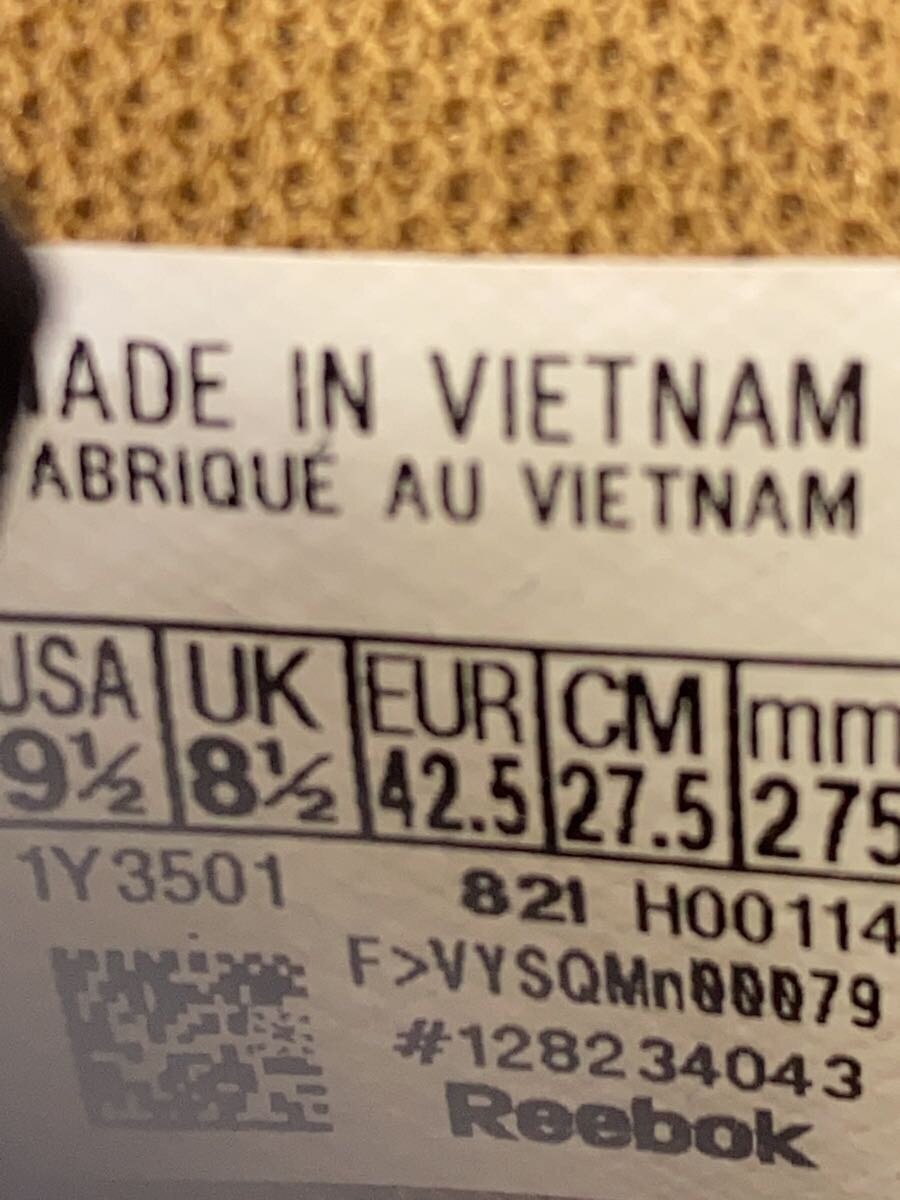 MADE IN VIETNAM
ABRIQUÉ AU VIETNAM
USA UK EUR CM mm
9½ 8½ 42.5 27.5 275
1Y3501 821 H00114
F>VYSQMn00079
#128234043
Reebok